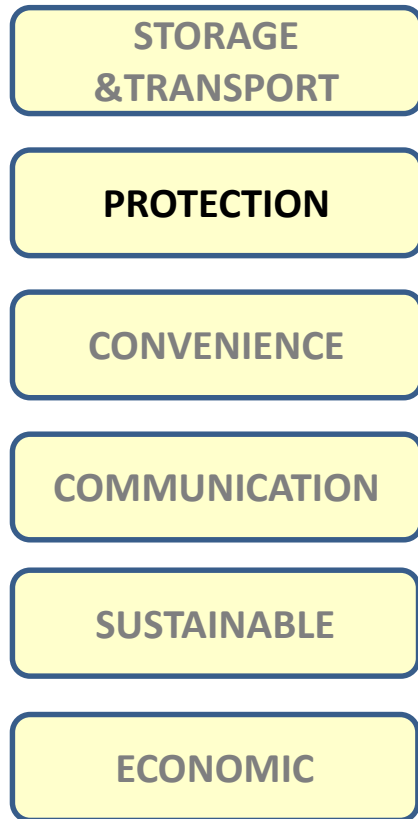 STORAGE
&TRANSPORT
PROTECTION
CONVENIENCE
COMMUNICATION
SUSTAINABLE
ECONOMIC